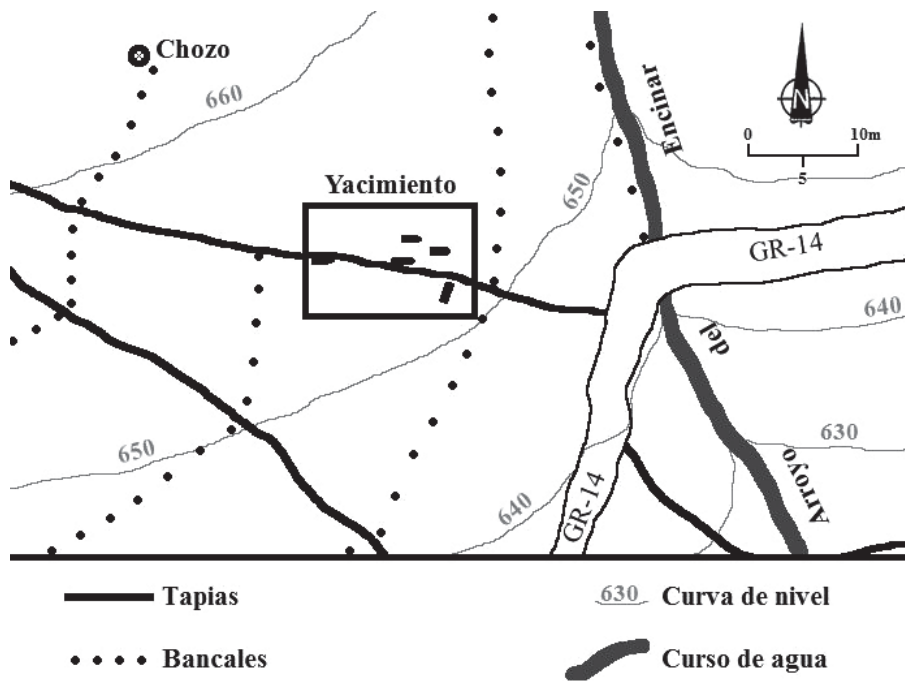 Chozo
660
Encinar
N
0 10m
5
Yacimiento
650
GR-14
640
del
650
630
640
GR-14
Arroyo
Tapias
630 Curva de nivel
Bancales
Curso de agua